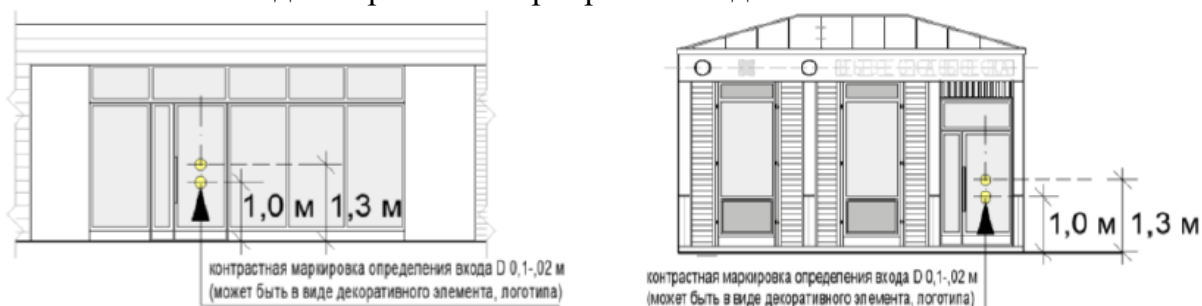 1,0 м 1,3 м
контрастная маркировка определения входа D 0,1-,02 м
(может быть в виде декоративного элемента, логотипа)
1,0 м 1,3 м
контрастная маркировка определения входа D 0,1-,02 м
(может быть в виде декоративного элемента, логотипа)